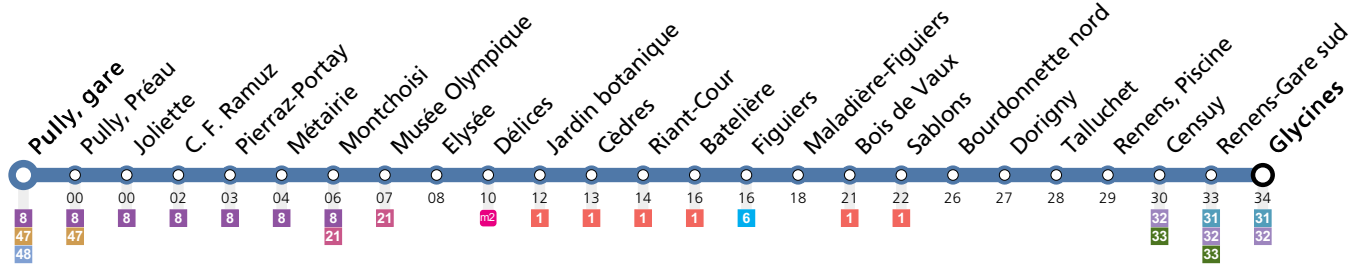 Pully, gare
Pully, Préau
Joliette
C. F. Ramuz
Pierraz-Portay
Métairie
Montchoisi
Musée Olympique
Elysée
Délices
Jardin botanique
Cèdres
Riant-Cour
Batelière
Figuiers
Maladière-Figuiers
Bois de Vaux
Sablons
Bourdonnette nord
Dorigny
Talluchet
Renens, Piscine
Censuy
Renens-Gare sud
Glycines
00 00 02 03 04 06 07 08 10 12 13 14 16 16 18 21 22 26 27 28 29 30 33 34
8 8 8 8 8 8 8 21 m2 1 1 1 1 6 1 1 32 31 31
47 47 21 33 32 32
48 33